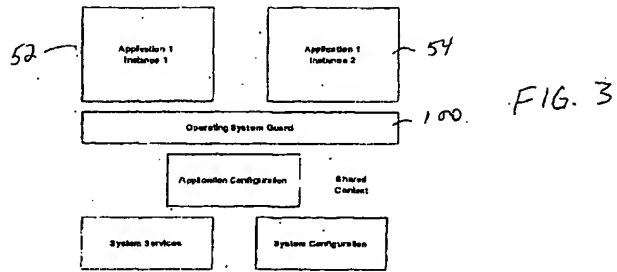 52
Application 1
Instance 1
Application 1
Instance 2
54
Operating System Guard
100
FIG. 3
Application Configuration
Shared
Context
System Services
System Configuration